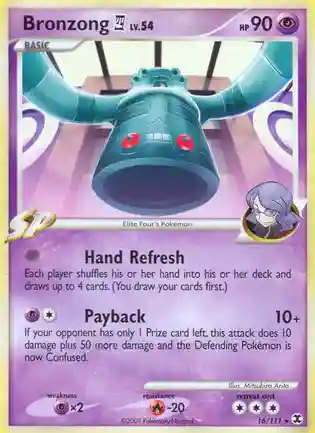 Bronzong 4 LV.54 HP 90
BASIC
Elite Four's Pokémon
SP
Hand Refresh
Each player shuffles his or her hand into his or her deck and
draws up to 4 cards. (You draw your cards first.)
Payback 10+
If your opponent has only 1 Prize card left, this attack does 10
damage plus 50 more damage and the Defending Pokémon is
now Confused.
weakness resistance retreat cost
×2 -20
Illus. Mitsuhiro Arita
©2009 Pokémon/Nintendo 16/111 ★